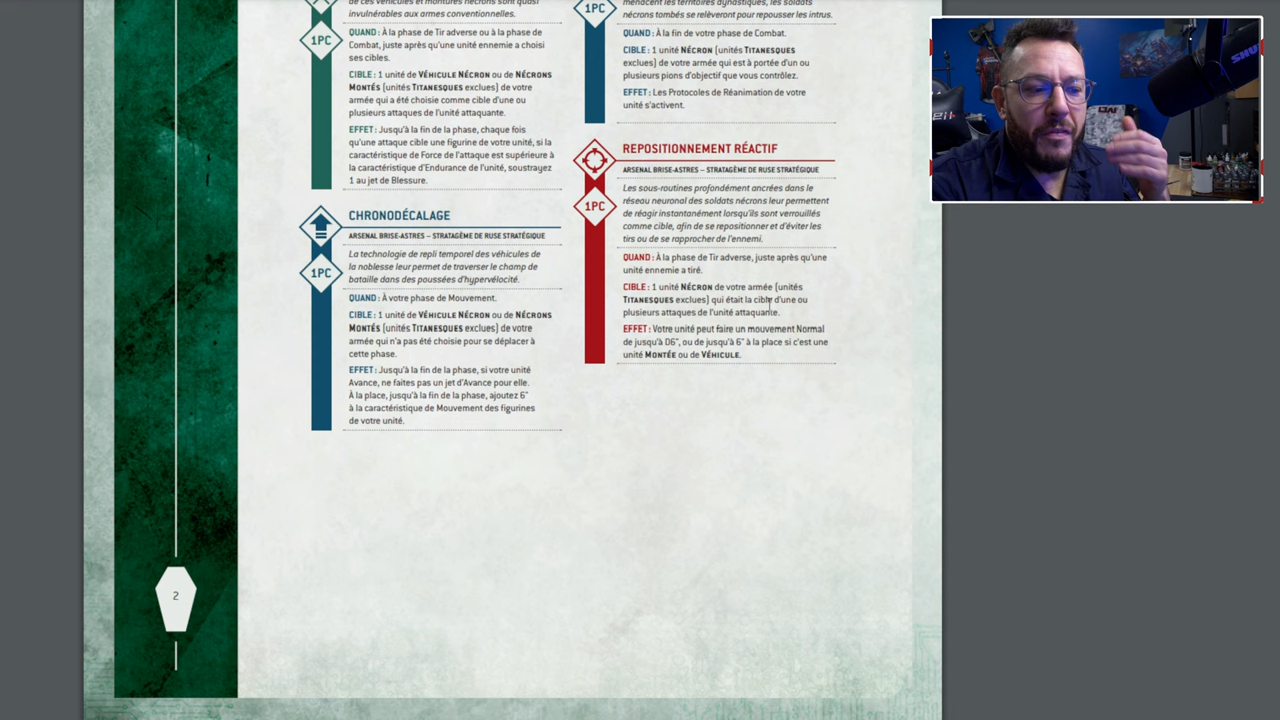 de ces véhicules et montures nécrons sont quasi
invulnérables aux armes conventionnelles.
1PC
QUAND : À la phase de Tir adverse ou à la phase de
Combat, juste après qu'une unité ennemie a choisi
ses cibles.
CIBLE : 1 unité de VÉHICULE NÉCRON ou de NÉCRONS
MONTÉS (unités TITANESQUES exclues) de votre
armée qui a été choisie comme cible d'une ou
plusieurs attaques de l'unité attaquante.
EFFET : Jusqu'à la fin de la phase, chaque fois
qu'une attaque cible une figurine de votre unité, si la
caractéristique de Force de l'attaque est supérieure à
la caractéristique d'Endurance de l'unité, soustrayez
1 au jet de Blessure.
CHRONODÉCALAGE
ARSENAL BRISE-ASTRES – STRATAGÈME DE RUSE STRATÉGIQUE
1PC
La technologie de repli temporel des véhicules de
la noblesse leur permet de traverser le champ de
bataille dans des poussées d'hypervélocité.
QUAND : À votre phase de Mouvement.
CIBLE : 1 unité de VÉHICULE NÉCRON ou de NÉCRONS
MONTÉS (unités TITANESQUES exclues) de votre
armée qui n'a pas été choisie pour se déplacer à
cette phase.
EFFET : Jusqu'à la fin de la phase, si votre unité
Avance, ne faites pas un jet d'Avance pour elle.
À la place, jusqu'à la fin de la phase, ajoutez 6"
à la caractéristique de Mouvement des figurines
de votre unité.
menacent les territoires dynastiques, les soldats
nécrons tombés se relèveront pour repousser les intrus.
1PC
QUAND : À la fin de votre phase de Combat.
CIBLE : 1 unité NÉCRON (unités TITANESQUES
exclues) de votre armée qui est à portée d'un ou
plusieurs pions d'objectif que vous contrôlez.
EFFET : Les Protocoles de Réanimation de votre
unité s'activent.
REPOSITIONNEMENT RÉACTIF
ARSENAL BRISE-ASTRES – STRATAGÈME DE RUSE STRATÉGIQUE
1PC
Les sous-routines profondément ancrées dans le
réseau neuronal des soldats nécrons leur permettent
de réagir instantanément lorsqu'ils sont verrouillés
comme cible, afin de se repositionner et d'éviter les
tirs ou de se rapprocher de l'ennemi.
QUAND : À la phase de Tir adverse, juste après qu'une
unité ennemie a tiré.
CIBLE : 1 unité NÉCRON de votre armée (unités
TITANESQUES exclues) qui était la cible d'une ou
plusieurs attaques de l'unité attaquante.
EFFET : Votre unité peut faire un mouvement Normal
de jusqu'à D6", ou de jusqu'à 6" à la place si c'est une
unité MONTÉE ou de VÉHICULE.
2
SHU